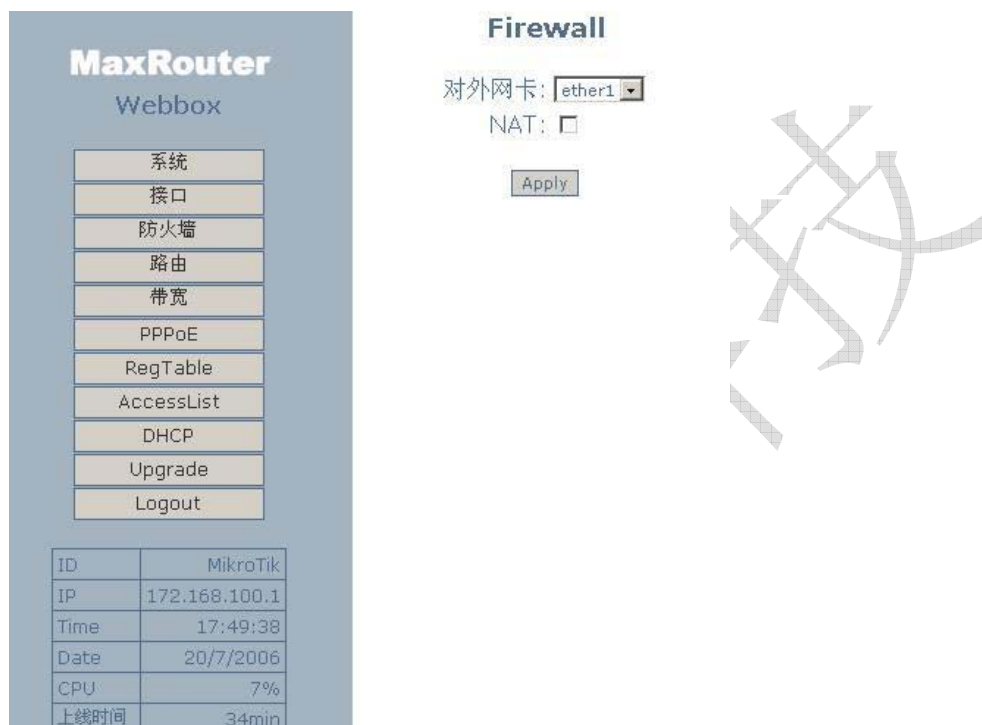 MaxRouter
Webbox
系统
接口
防火墙
路由
带宽
PPPoE
RegTable
AccessList
DHCP
Upgrade
Logout
ID MikroTik
IP 172.168.100.1
Time 17:49:38
Date 20/7/2006
CPU 7%
上线时间 34min
Firewall
对外网卡: ether1
NAT:
Apply